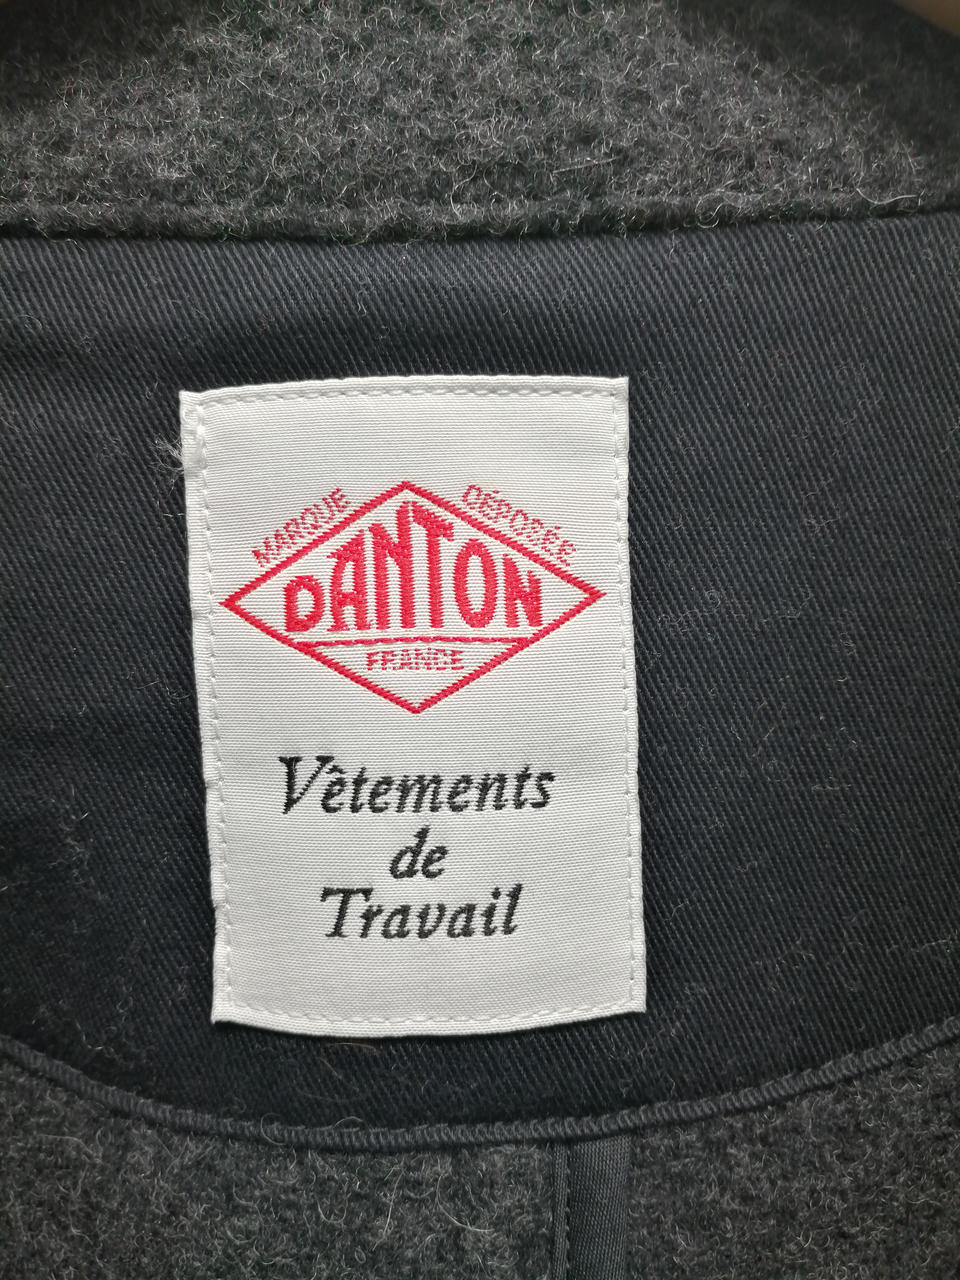 MARQUE DÉPOSÉE
DANTON
FRANCE
Vêtements
de
Travail